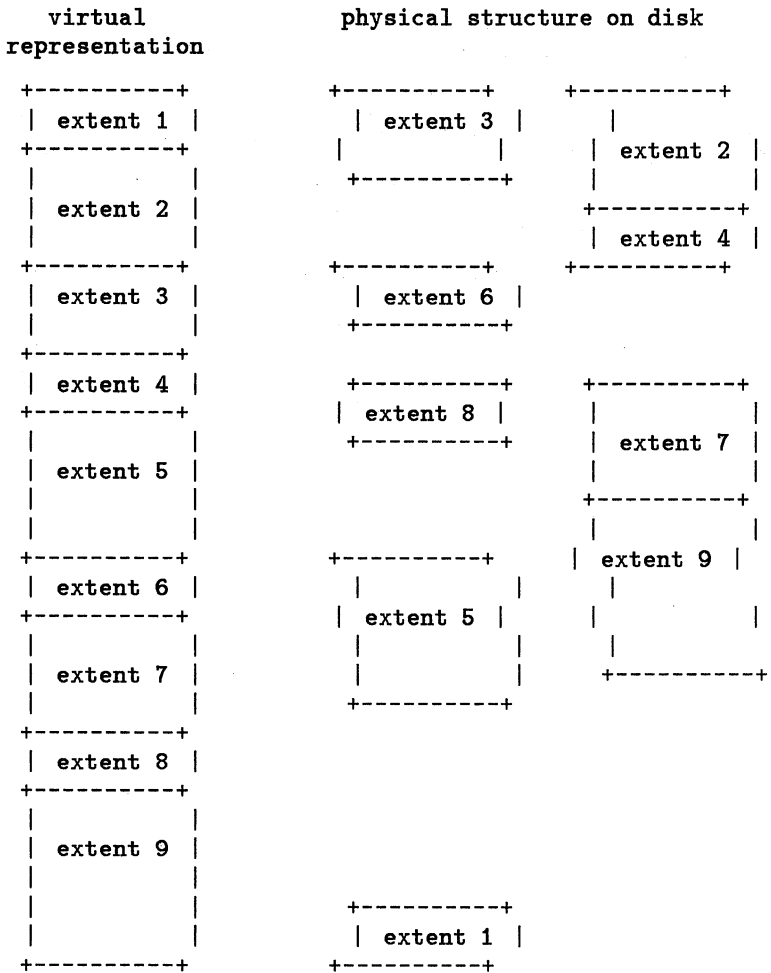 virtual physical structure on disk
representation
+----------+ +----------+ +----------+
| extent 1 | | extent 3 | |
+----------+ | | | extent 2 |
| | +----------+ | |
| extent 2 | +----------+
| | | extent 4 |
+----------+ +----------+ +----------+
| extent 3 | | extent 6 |
| | +----------+
+----------+
| extent 4 | +----------+ +----------+
+----------+ | extent 8 | | |
| | +----------+ | extent 7 |
| extent 5 | | |
| | +----------+
| | | |
+----------+ +----------+ | extent 9 |
| extent 6 | | | |
+----------+ | extent 5 | | |
| | | | |
| extent 7 | | | +----------+
| | +----------+
+----------+
| extent 8 |
+----------+
| |
| extent 9 |
| |
| | +----------+
| | | extent 1 |
+----------+ +----------+